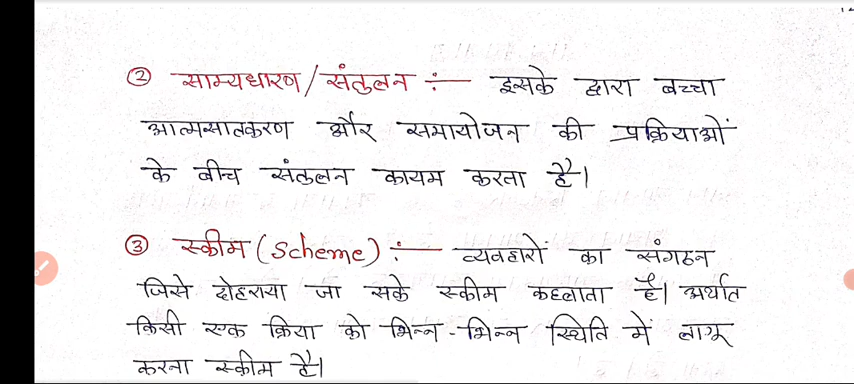 ② साम्यधारण/संतुलन :— इसके द्वारा बच्चा
आत्मसातकरण और समायोजन की प्रक्रियाओं
के बीच संतुलन कायम करता है।
③ स्कीम (Scheme) :— व्यवहारों का संगठन
जिसे दोहराया जा सके स्कीम कहलाता है। अर्थात
किसी एक क्रिया को भिन्न-भिन्न स्थिति में लागू
करना स्कीम है।